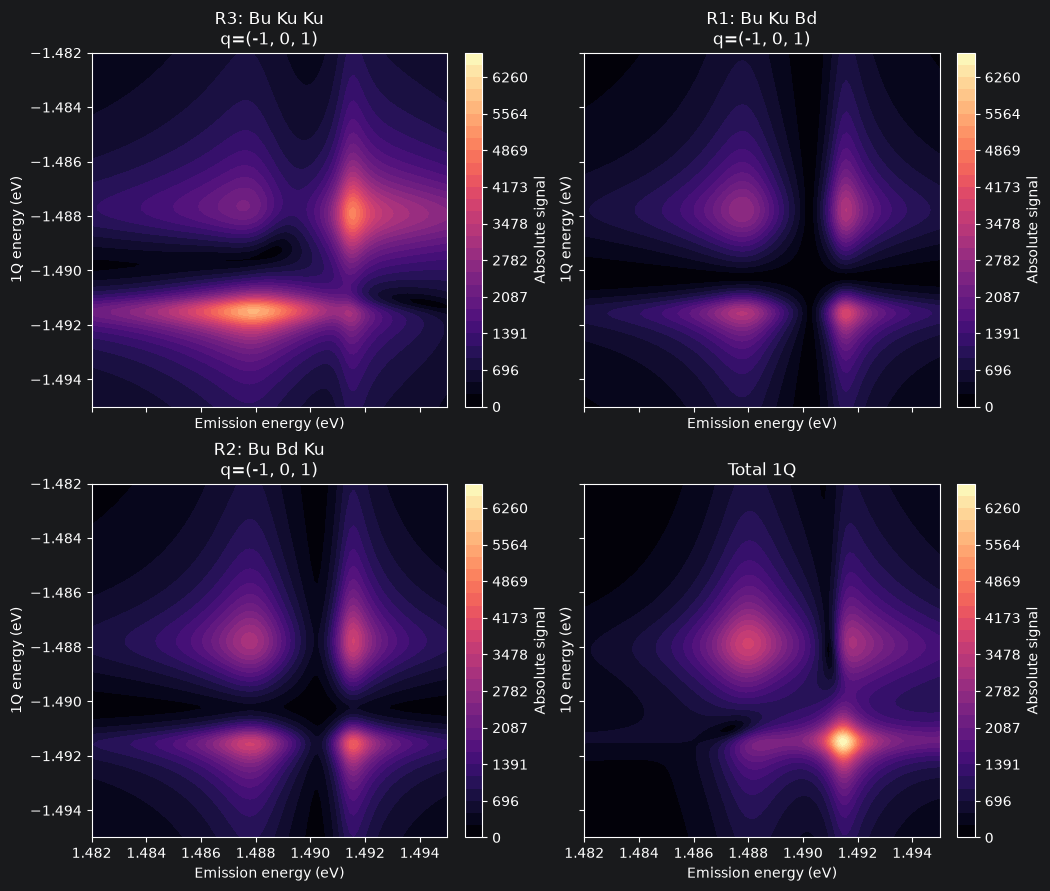 R3: Bu Ku Ku
q=(-1, 0, 1)
−1.482
−1.484
−1.486
−1.488
−1.490
−1.492
−1.494
1Q energy (eV)
Emission energy (eV)
6260
5564
4869
4173
3478
2782
2087
1391
696
0
Absolute signal
R1: Bu Ku Bd
q=(-1, 0, 1)
1Q energy (eV)
Emission energy (eV)
6260
5564
4869
4173
3478
2782
2087
1391
696
0
Absolute signal
R2: Bu Bd Ku
q=(-1, 0, 1)
−1.482
−1.484
−1.486
−1.488
−1.490
−1.492
−1.494
1Q energy (eV)
1.482 1.484 1.486 1.488 1.490 1.492 1.494
Emission energy (eV)
6260
5564
4869
4173
3478
2782
2087
1391
696
0
Absolute signal
Total 1Q
1Q energy (eV)
1.482 1.484 1.486 1.488 1.490 1.492 1.494
Emission energy (eV)
6260
5564
4869
4173
3478
2782
2087
1391
696
0
Absolute signal